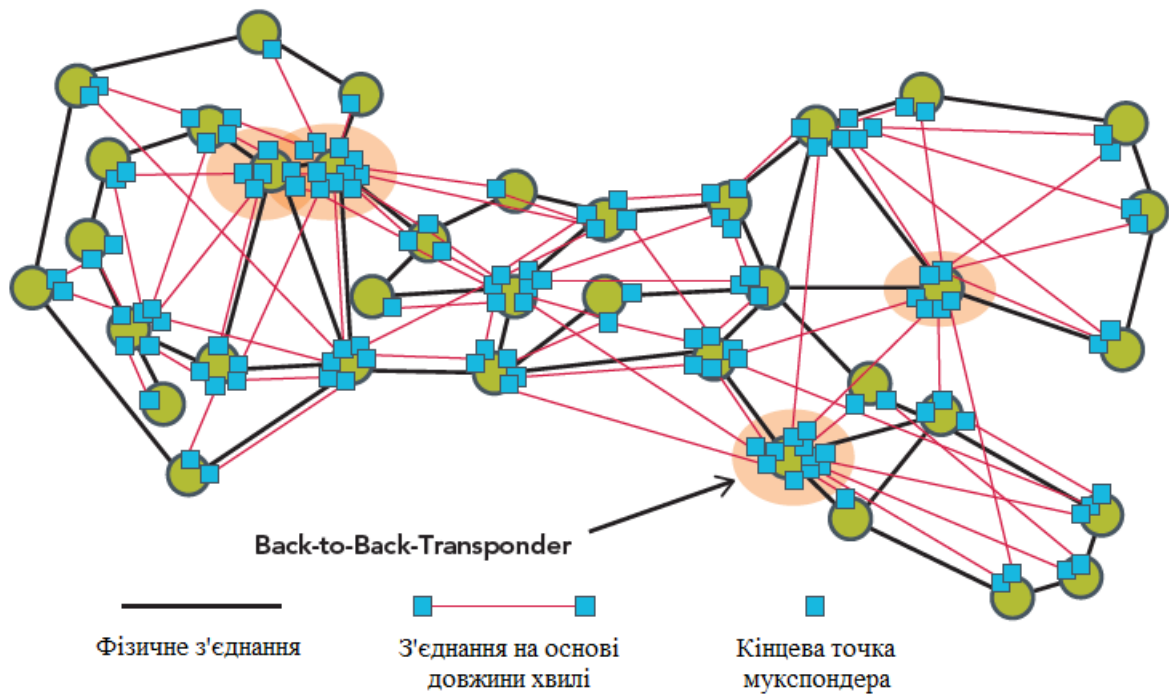 Back-to-Back-Transponder
Фізичне з'єднання
З'єднання на основі
довжини хвилі
Кінцева точка
мукспондера